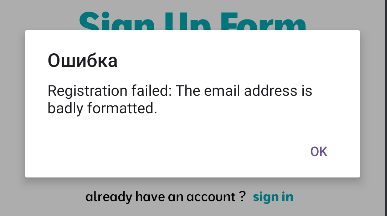 Sign Up Form
Ошибка
Registration failed: The email address is
badly formatted.
OK
already have an account ? sign in